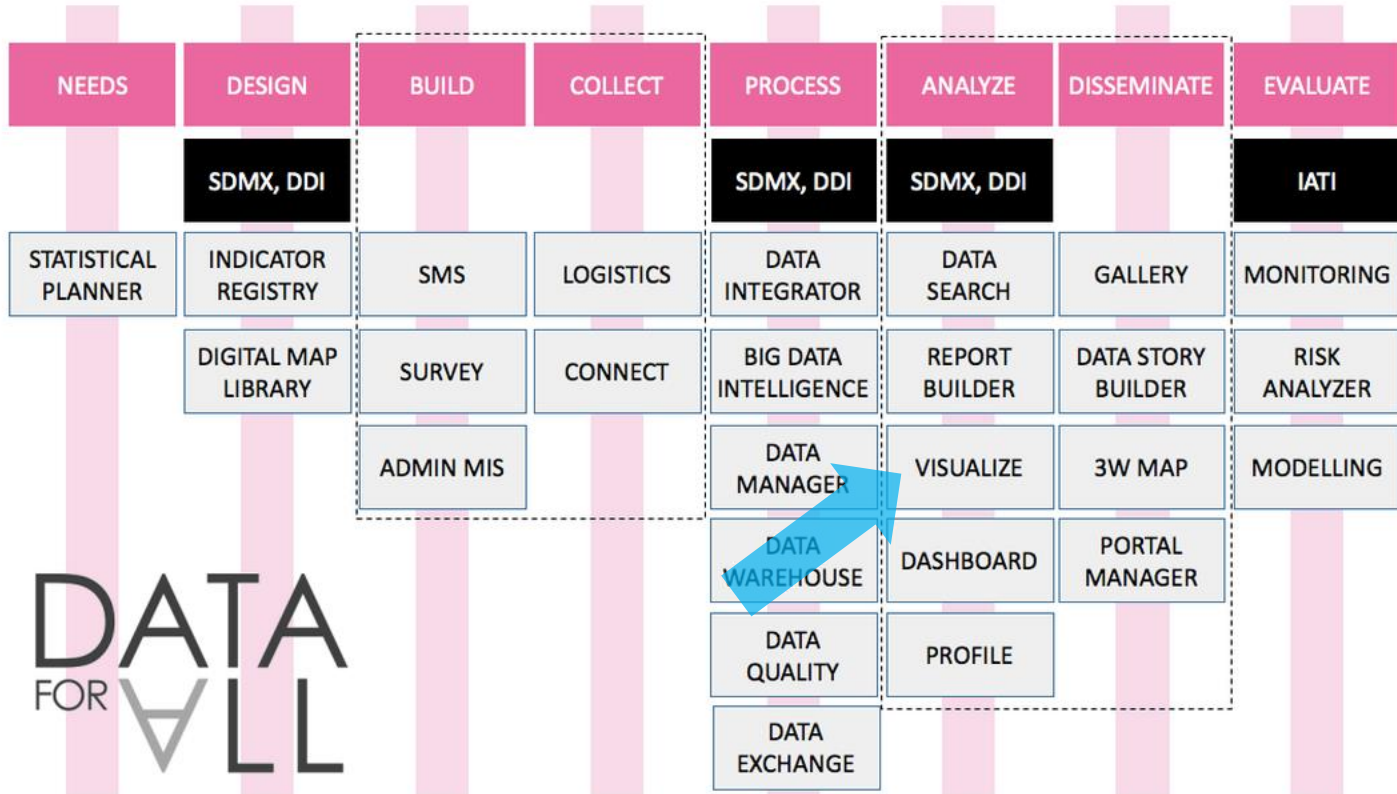 NEEDS DESIGN BUILD COLLECT PROCESS ANALYZE DISSEMINATE EVALUATE
SDMX, DDI SDMX, DDI SDMX, DDI IATI
STATISTICAL
PLANNER
INDICATOR
REGISTRY
SMS
LOGISTICS
DATA
INTEGRATOR
DATA
SEARCH
GALLERY
MONITORING
DIGITAL MAP
LIBRARY
SURVEY
CONNECT
BIG DATA
INTELLIGENCE
REPORT
BUILDER
DATA STORY
BUILDER
RISK
ANALYZER
ADMIN MIS
DATA
MANAGER
VISUALIZE
3W MAP
MODELLING
DATA
WAREHOUSE
DASHBOARD
PORTAL
MANAGER
DATA
QUALITY
PROFILE
DATA
EXCHANGE
DATA
FOR
ALL